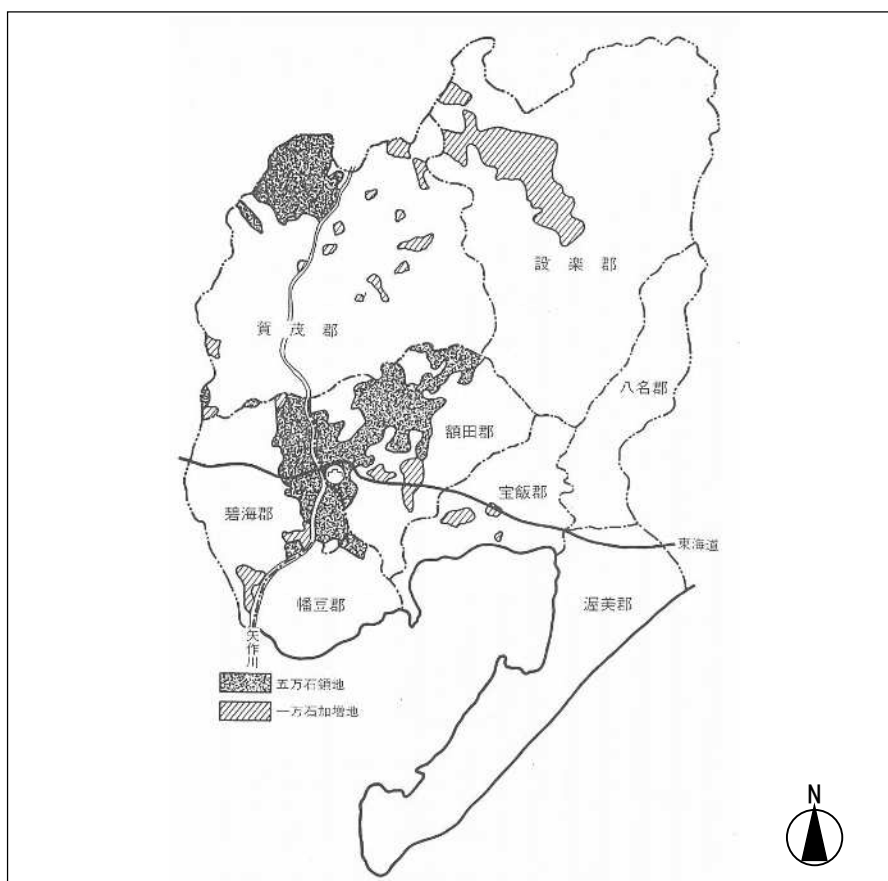 設楽郡
賀茂郡
八名郡
額田郡
宝飯郡
碧海郡
東海道
幡豆郡
渥美郡
矢作川
五万石領地
一万石加増地
N